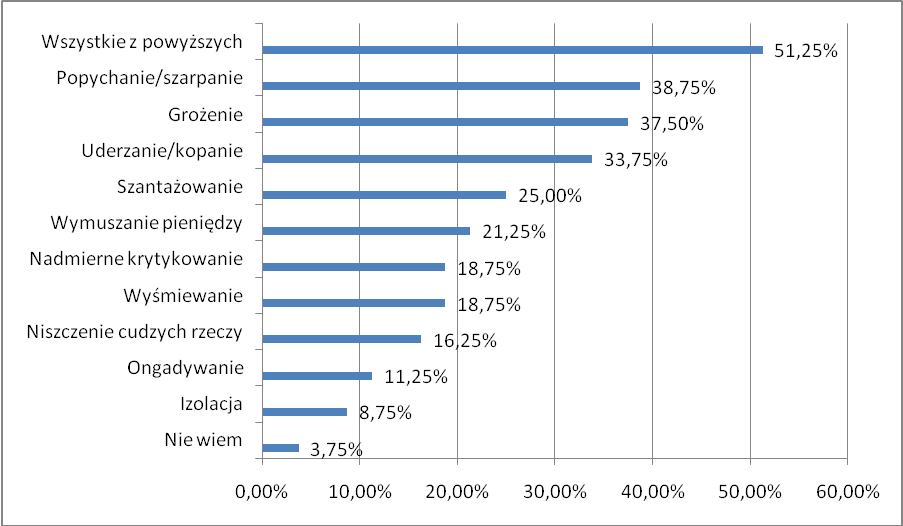 Wszystkie z powyższych
51,25%
Popychanie/szarpanie
38,75%
Grożenie
37,50%
Uderzanie/kopanie
33,75%
Szantażowanie
25,00%
Wymuszanie pieniędzy
21,25%
Nadmierne krytykowanie
18,75%
Wyśmiewanie
18,75%
Niszczenie cudzych rzeczy
16,25%
Ongadywanie
11,25%
Izolacja
8,75%
Nie wiem
3,75%
0,00% 10,00% 20,00% 30,00% 40,00% 50,00% 60,00%